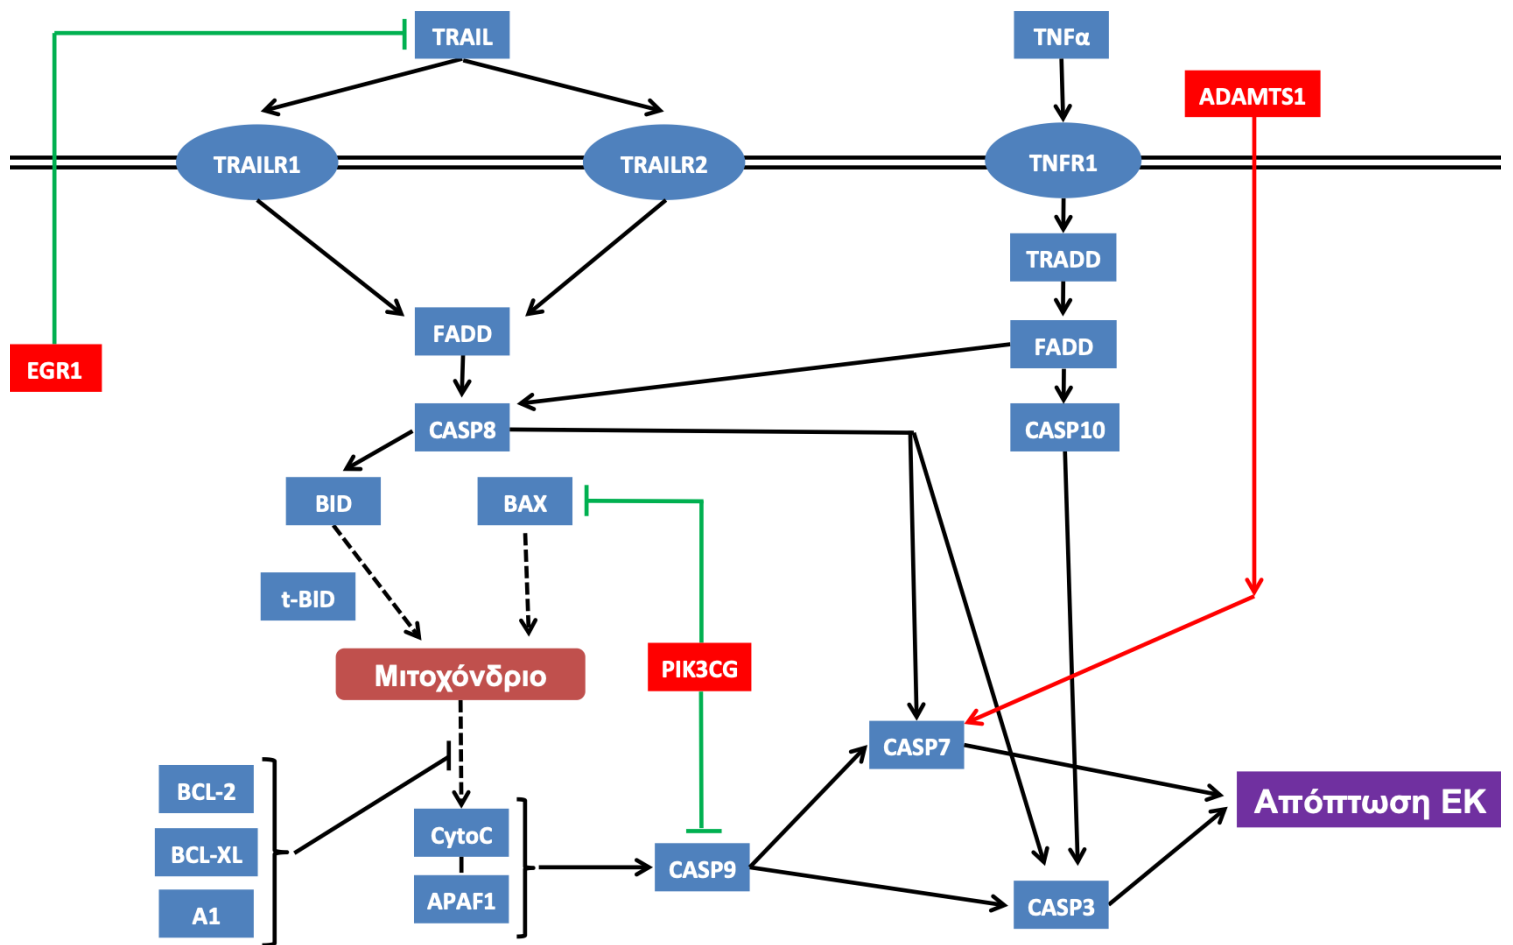 TRAIL
TNFα
ADAMTS1
TRAILR1
TRAILR2
TNFR1
TRADD
FADD
FADD
EGR1
CASP8
CASP10
BID
BAX
t-BID
Μιτοχόνδριο
PIK3CG
CASP7
BCL-2
Απόπτωση ΕΚ
CytoC
BCL-XL
CASP9
APAF1
CASP3
A1